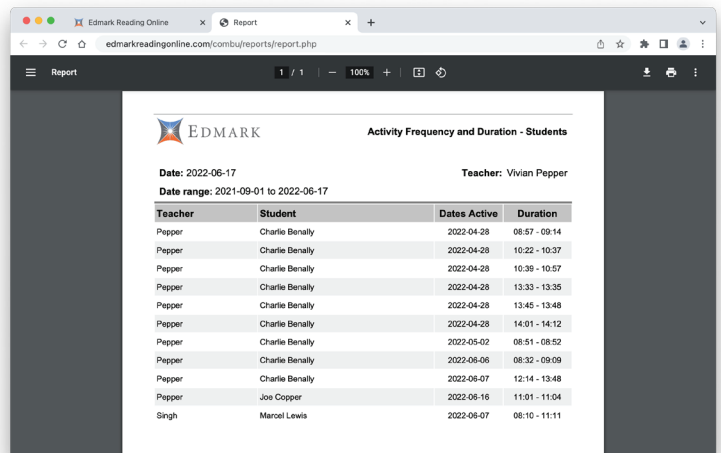 Edmark Reading Online
Report
edmarkreadingonline.com/combu/reports/report.php
Report 1 / 1 100%
EDMARK
Activity Frequency and Duration - Students
Date: 2022-06-17 Teacher: Vivian Pepper
Date range: 2021-09-01 to 2022-06-17
Teacher Student Dates Active Duration
Pepper Charlie Benally 2022-04-28 08:57 - 09:14
Pepper Charlie Benally 2022-04-28 10:22 - 10:37
Pepper Charlie Benally 2022-04-28 10:39 - 10:57
Pepper Charlie Benally 2022-04-28 13:33 - 13:35
Pepper Charlie Benally 2022-04-28 13:45 - 13:48
Pepper Charlie Benally 2022-04-28 14:01 - 14:12
Pepper Charlie Benally 2022-05-02 08:51 - 08:52
Pepper Charlie Benally 2022-06-06 08:32 - 09:09
Pepper Charlie Benally 2022-06-07 12:14 - 13:48
Pepper Joe Copper 2022-06-16 11:01 - 11:04
Singh Marcel Lewis 2022-06-07 08:10 - 11:11